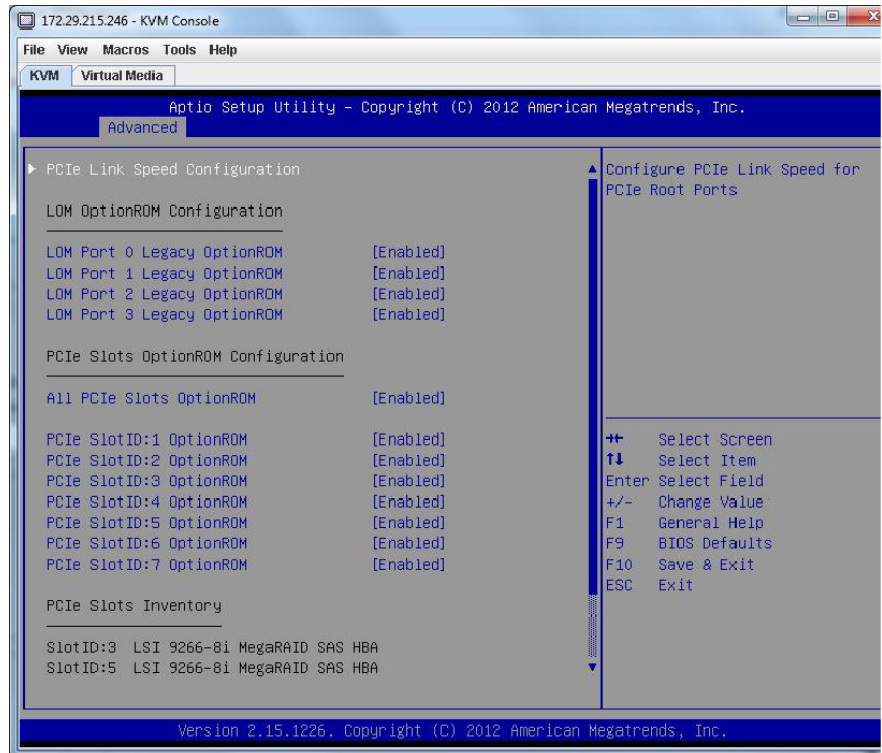 172.29.215.246 - KVM Console
File View Macros Tools Help
KVM Virtual Media
Aptio Setup Utility – Copyright (C) 2012 American Megatrends, Inc.
Advanced
PCIe Link Speed Configuration
LOM OptionROM Configuration
LOM Port 0 Legacy OptionROM [Enabled]
LOM Port 1 Legacy OptionROM [Enabled]
LOM Port 2 Legacy OptionROM [Enabled]
LOM Port 3 Legacy OptionROM [Enabled]
PCIe Slots OptionROM Configuration
All PCIe Slots OptionROM [Enabled]
PCIe SlotID:1 OptionROM [Enabled]
PCIe SlotID:2 OptionROM [Enabled]
PCIe SlotID:3 OptionROM [Enabled]
PCIe SlotID:4 OptionROM [Enabled]
PCIe SlotID:5 OptionROM [Enabled]
PCIe SlotID:6 OptionROM [Enabled]
PCIe SlotID:7 OptionROM [Enabled]
PCIe Slots Inventory
SlotID:3 LSI 9266-8i MegaRAID SAS HBA
SlotID:5 LSI 9266-8i MegaRAID SAS HBA
Configure PCIe Link Speed for
PCIe Root Ports
→← Select Screen
↑↓ Select Item
Enter Select Field
+/- Change Value
F1 General Help
F9 BIOS Defaults
F10 Save & Exit
ESC Exit
Version 2.15.1226. Copyright (C) 2012 American Megatrends, Inc.